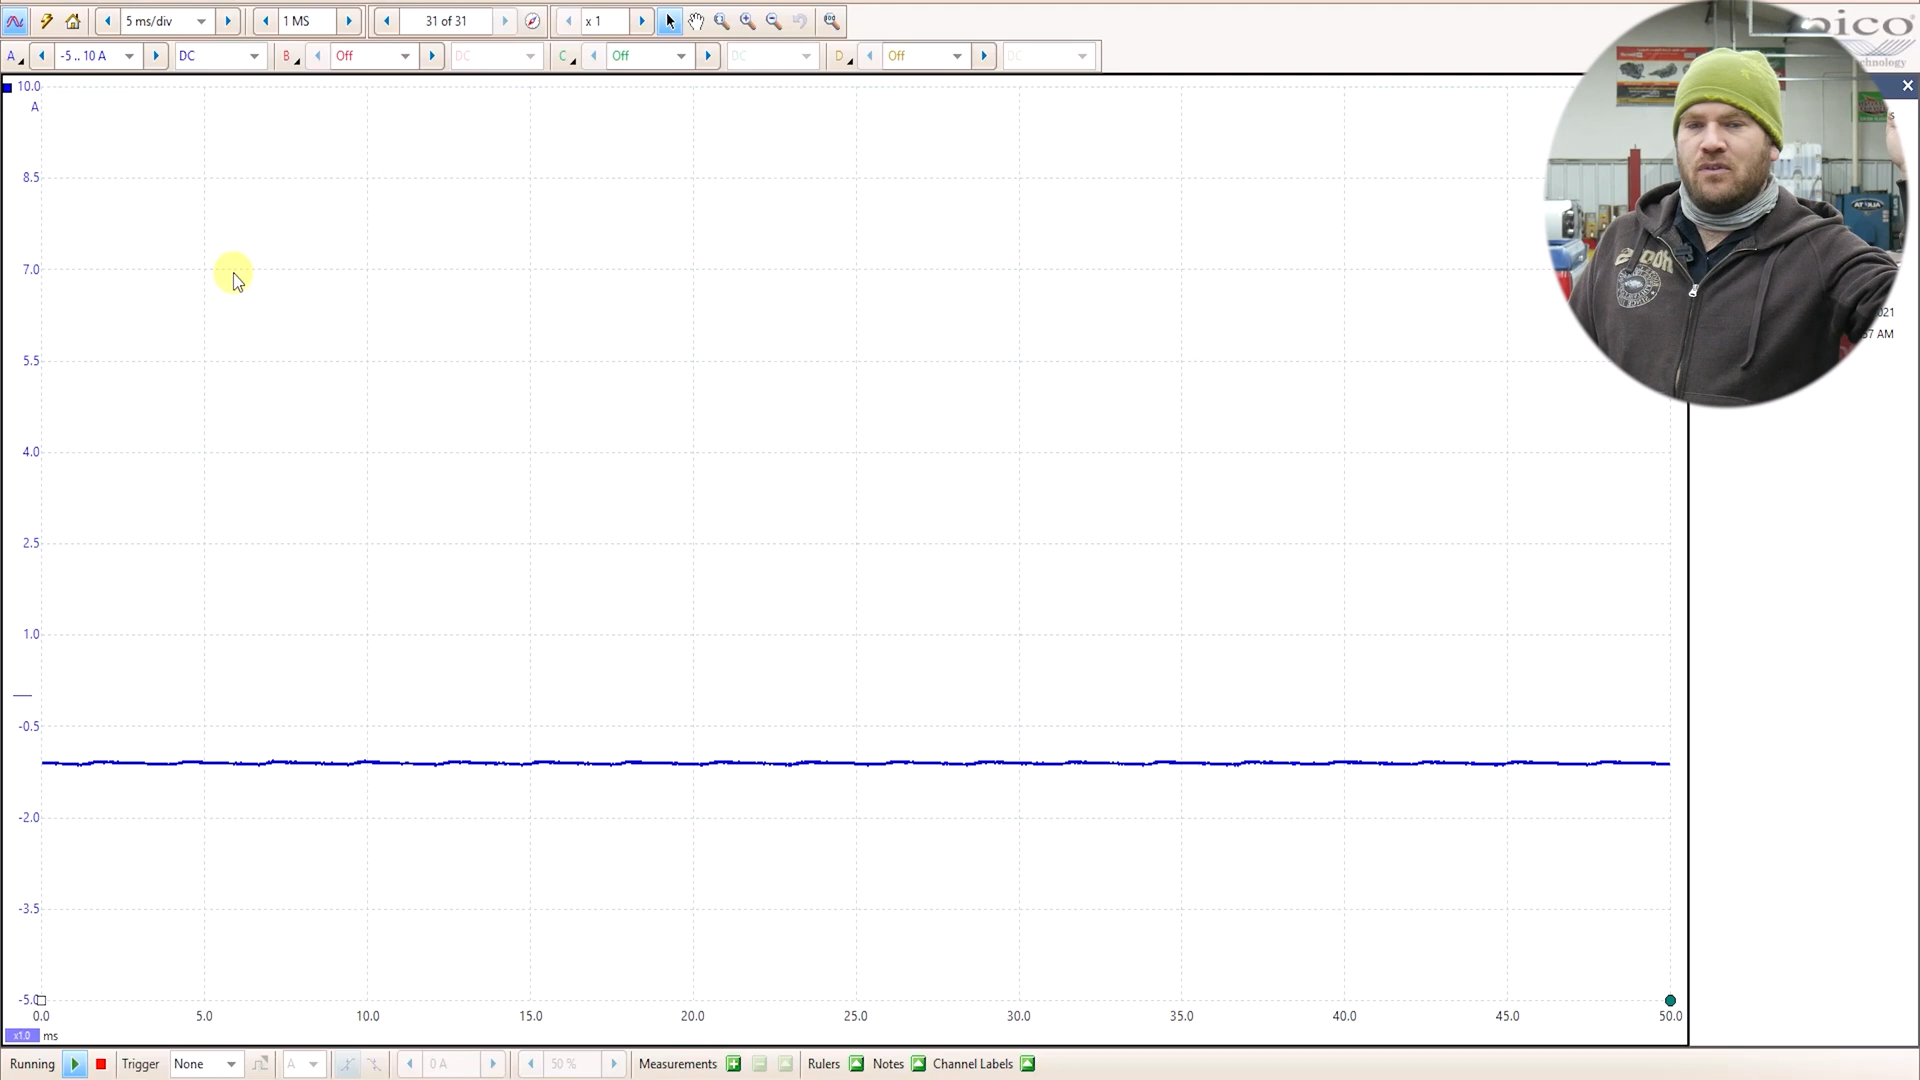 5 ms/div 1 MS 31 of 31 x 1
pico
Technology
A -5 .. 10 A DC B Off DC C Off DC D Off DC
10.0
A
8.5
7.0
5.5
4.0
2.5
1.0
-0.5
-2.0
-3.5
-5.0
0.0 5.0 10.0 15.0 20.0 25.0 30.0 35.0 40.0 45.0 50.0
x1.0 ms
021
57 AM
Running Trigger None A 0 A 50 % Measurements Rulers Notes Channel Labels